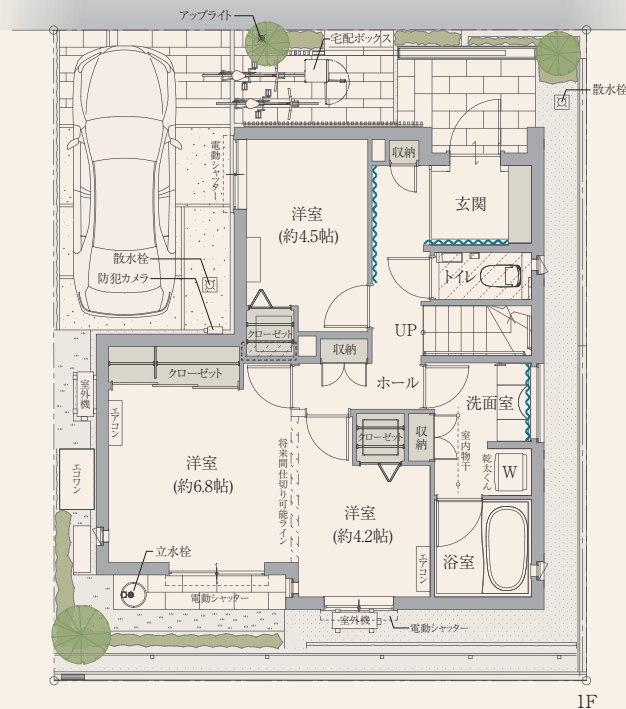 アップライト
宅配ボックス
散水栓
電動シャッター
収納
洋室
(約4.5帖)
玄関
トイレ
散水栓
防犯カメラ
クローゼット
収納
UP
ホール
クローゼット
室外機
エアコン
洗面室
クローゼット
収納
室内物干
乾太くん
W
エコワン
洋室
(約6.8帖)
将来間仕切り可能ライン
洋室
(約4.2帖)
エアコン
浴室
立水栓
電動シャッター
室外機
電動シャッター
1F